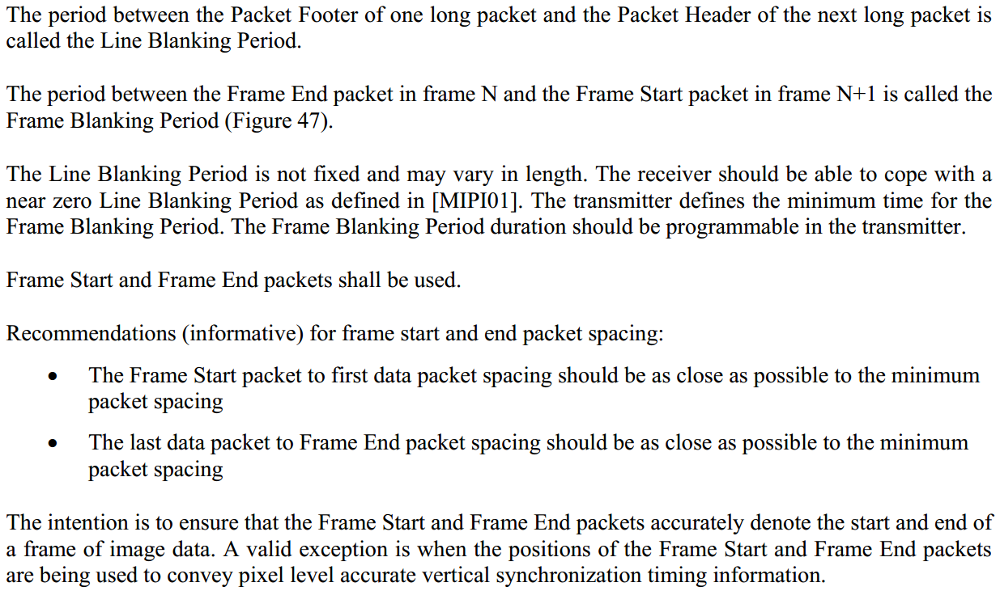 The period between the Packet Footer of one long packet and the Packet Header of the next long packet is
called the Line Blanking Period.
The period between the Frame End packet in frame N and the Frame Start packet in frame N+1 is called the
Frame Blanking Period (Figure 47).
The Line Blanking Period is not fixed and may vary in length. The receiver should be able to cope with a
near zero Line Blanking Period as defined in [MIPI01]. The transmitter defines the minimum time for the
Frame Blanking Period. The Frame Blanking Period duration should be programmable in the transmitter.
Frame Start and Frame End packets shall be used.
Recommendations (informative) for frame start and end packet spacing:
• The Frame Start packet to first data packet spacing should be as close as possible to the minimum
packet spacing
• The last data packet to Frame End packet spacing should be as close as possible to the minimum
packet spacing
The intention is to ensure that the Frame Start and Frame End packets accurately denote the start and end of
a frame of image data. A valid exception is when the positions of the Frame Start and Frame End packets
are being used to convey pixel level accurate vertical synchronization timing information.